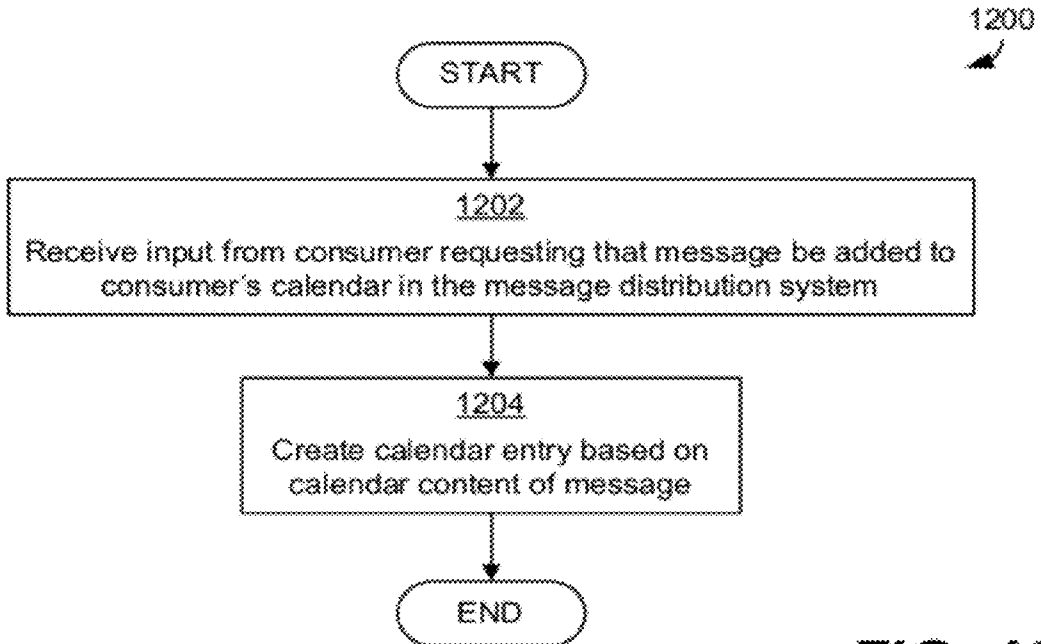 1200
START
1202
Receive input from consumer requesting that message be added to
consumer's calendar in the message distribution system
1204
Create calendar entry based on
calendar content of message
END